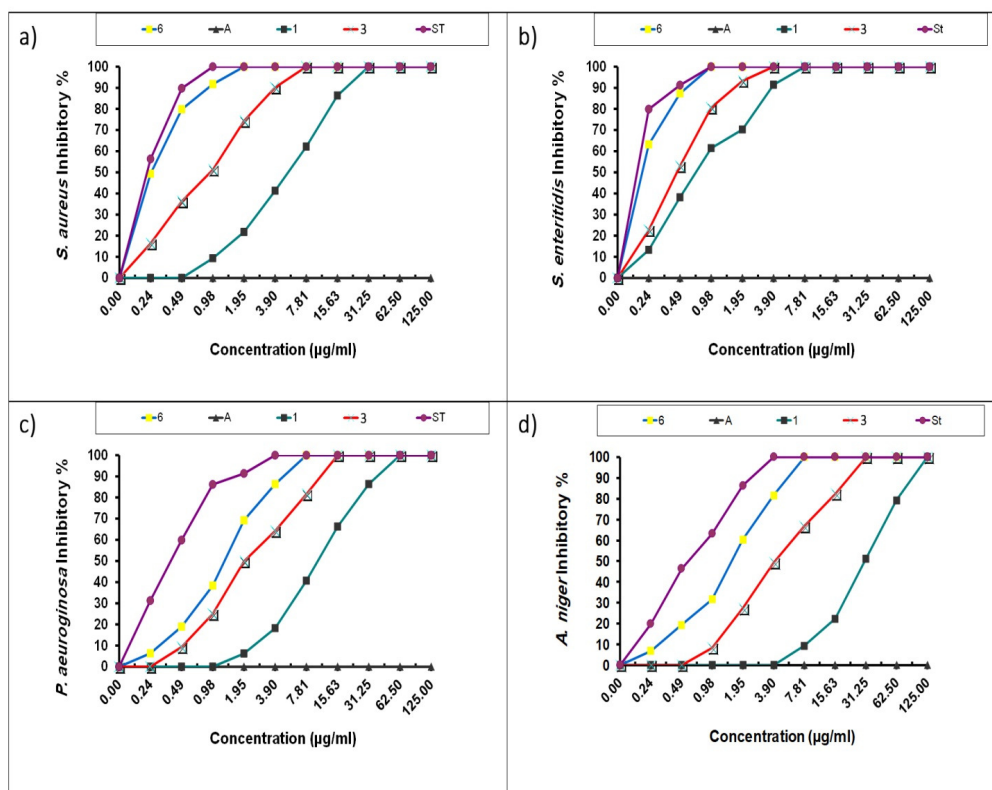 a)
6 A 1 3 ST
100
90
80
70
60
50
40
30
20
10
0
S. aureus Inhibitory %
0.00 0.24 0.49 0.98 1.95 3.90 7.81 15.63 31.25 62.50 125.00
Concentration (µg/ml)
b)
6 A 1 3 St
100
90
80
70
60
50
40
30
20
10
0
S. enteritidis Inhibitory %
0.00 0.24 0.49 0.98 1.95 3.90 7.81 15.63 31.25 62.50 125.00
Concentration (µg/ml)
c)
6 A 1 3 ST
100
90
80
70
60
50
40
30
20
10
0
P. aeuroginosa Inhibitory %
0.00 0.24 0.49 0.98 1.95 3.90 7.81 15.63 31.25 62.50 125.00
Concentration (µg/ml)
d)
6 A 1 3 St
100
90
80
70
60
50
40
30
20
10
0
A. niger Inhibitory %
0.00 0.24 0.49 0.98 1.95 3.90 7.81 15.63 31.25 62.50 125.00
Concentration (µg/ml)